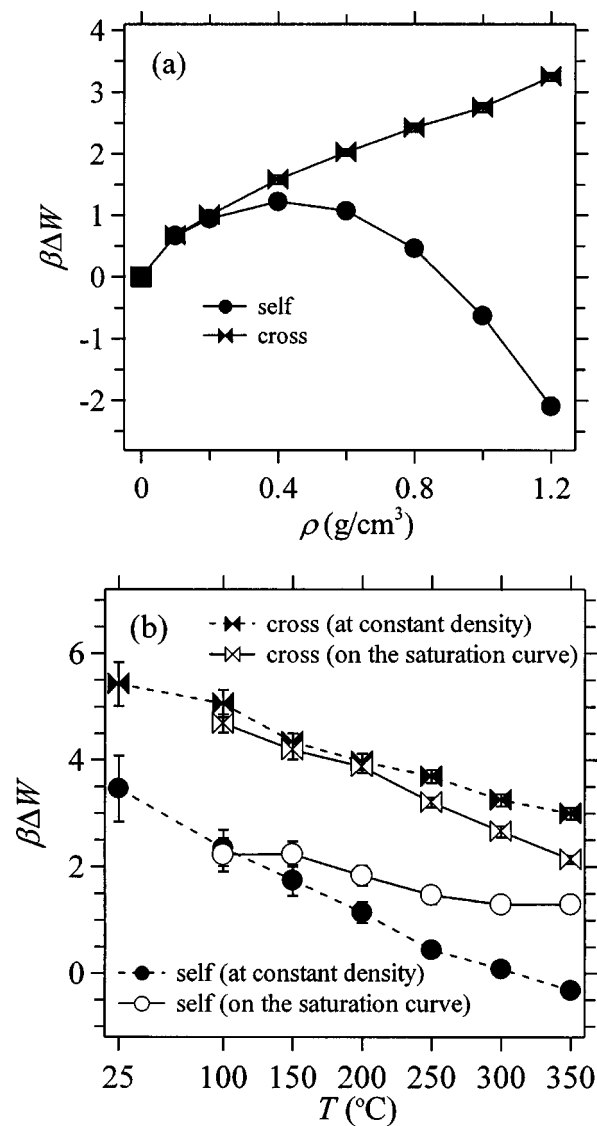 (a)
4
3
2
1
0
-1
-2
βΔW
self
cross
0 0.4 0.8 1.2
ρ (g/cm³)
(b)
cross (at constant density)
cross (on the saturation curve)
6
4
2
0
βΔW
self (at constant density)
self (on the saturation curve)
25 100 150 200 250 300 350
T (°C)